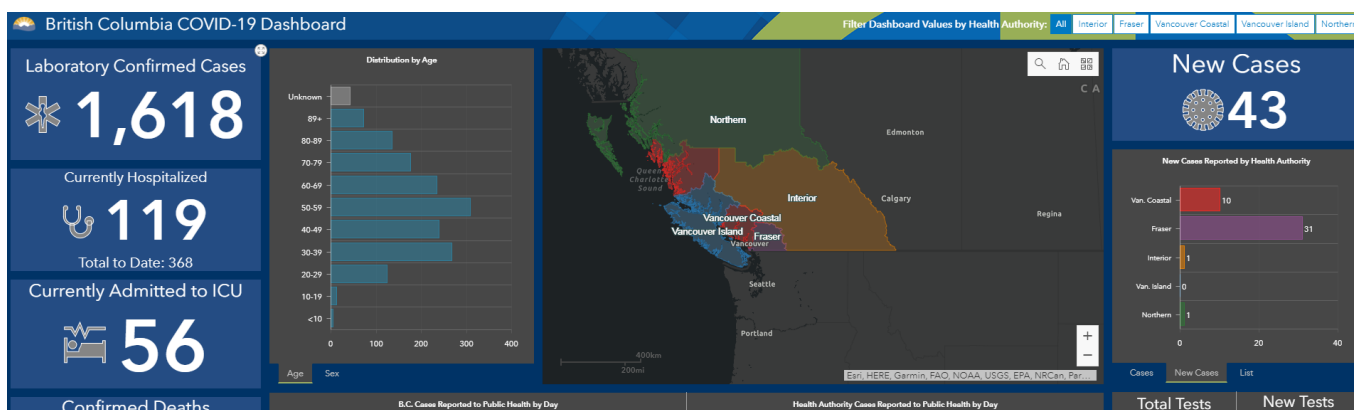 British Columbia COVID-19 Dashboard
Filter Dashboard Values by Health Authority: All Interior Fraser Vancouver Coastal Vancouver Island Northern
Laboratory Confirmed Cases
1,618
Currently Hospitalized
119
Total to Date: 368
Currently Admitted to ICU
56
Confirmed Deaths
Distribution by Age
Unknown
89+
80-89
70-79
60-69
50-59
40-49
30-39
20-29
10-19
<10
0 100 200 300 400
Age Sex
CA
Northern
Edmonton
Queen
Charlotte
Sound
Interior
Calgary
Vancouver Coastal
Regina
Vancouver Island
Fraser
Vancouver
Seattle
Portland
400km
200mi
+
−
Esri, HERE, Garmin, FAO, NOAA, USGS, EPA, NRCan, Par...
New Cases
43
New Cases Reported by Health Authority
Van. Coastal 10
Fraser 31
Interior 1
Van. Island 0
Northern 1
0 20 40
Cases New Cases List
B.C. Cases Reported to Public Health by Day
Health Authority Cases Reported to Public Health by Day
Total Tests
New Tests